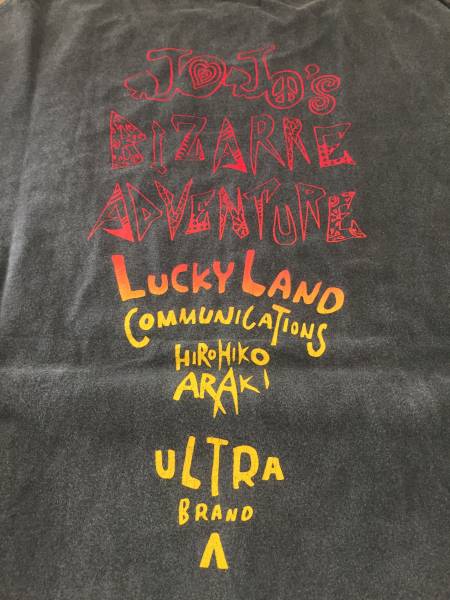 JoJo's
BIZARRE
ADVENTURE
LUCKY LAND
COMMUNICATIONS
HIROHIKO
ARAKI
ULTRA
BRAND
Λ